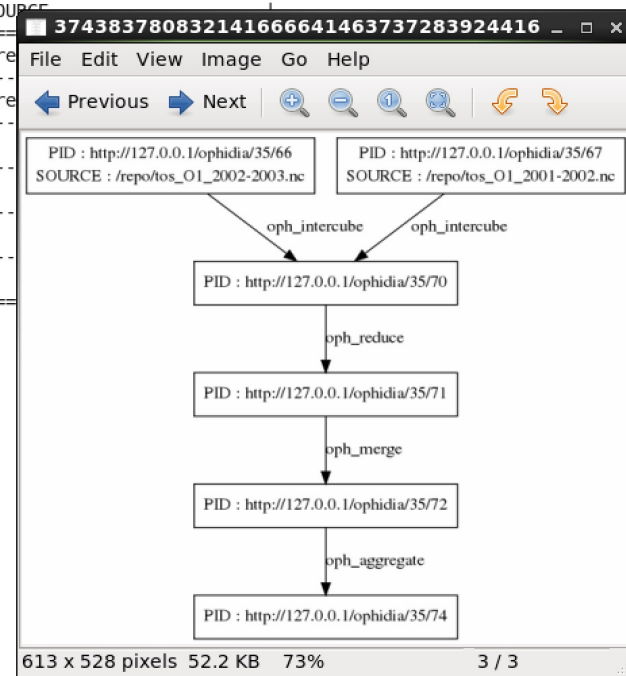 OURCE
37438378083214166664146373728392​4416
File Edit View Image Go Help
Previous Next
PID : http://127.0.0.1/ophidia/35/66
SOURCE : /repo/tos_O1_2002-2003.nc
PID : http://127.0.0.1/ophidia/35/67
SOURCE : /repo/tos_O1_2001-2002.nc
oph_intercube oph_intercube
PID : http://127.0.0.1/ophidia/35/70
oph_reduce
PID : http://127.0.0.1/ophidia/35/71
oph_merge
PID : http://127.0.0.1/ophidia/35/72
oph_aggregate
PID : http://127.0.0.1/ophidia/35/74
613 x 528 pixels 52.2 KB 73% 3 / 3